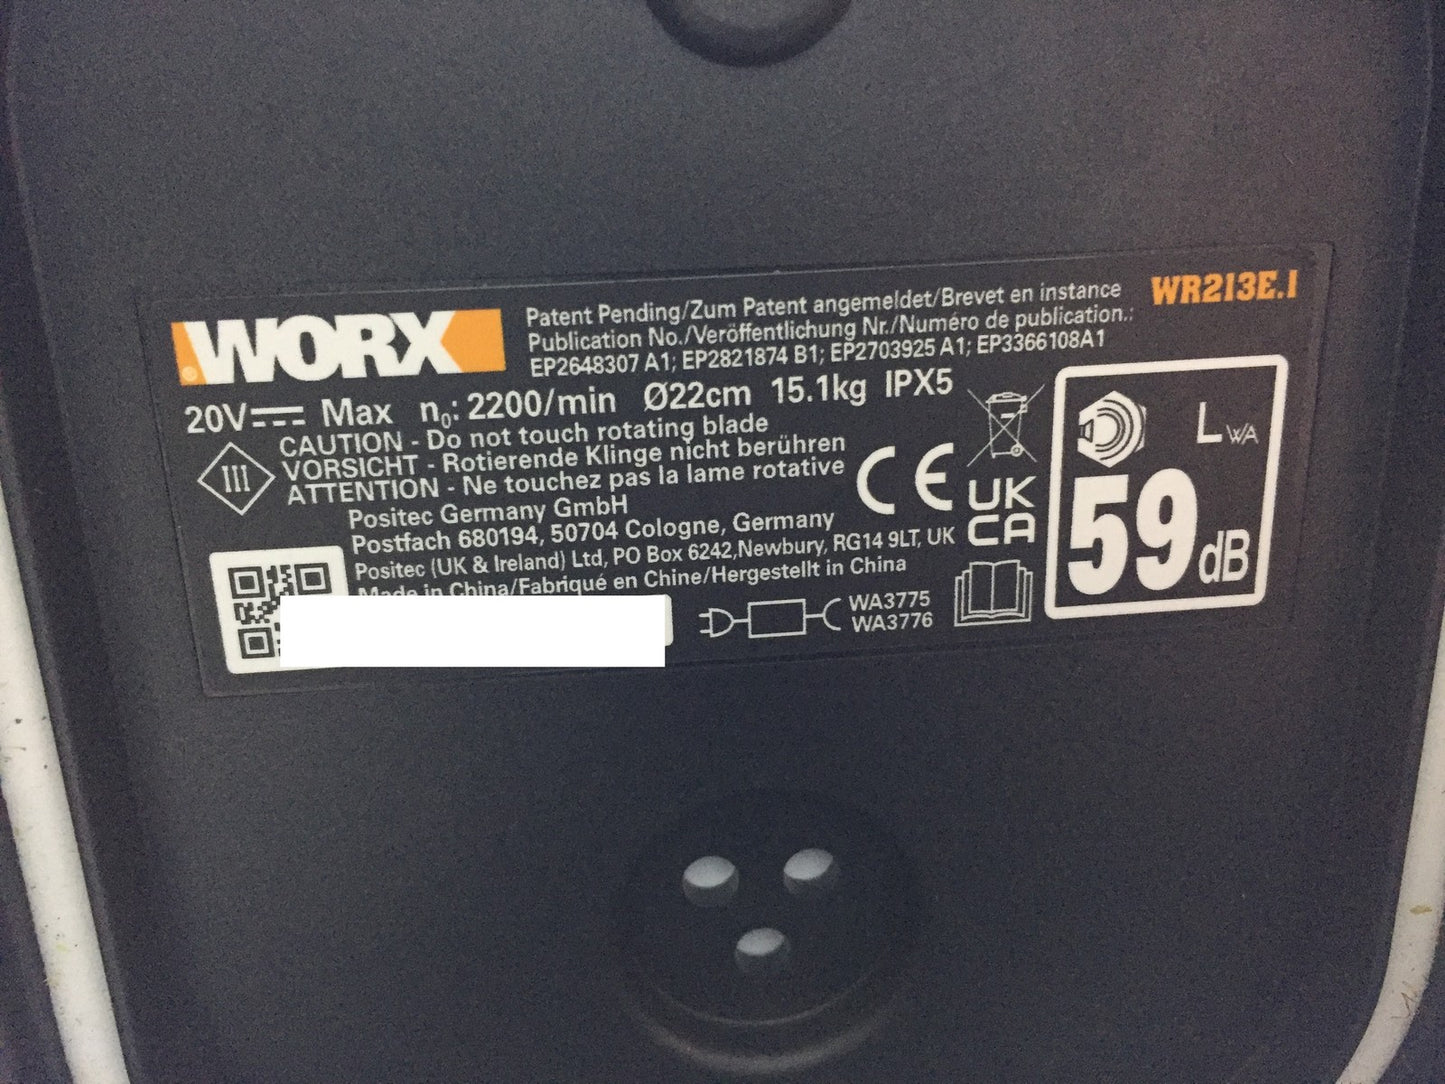 WORX
Patent Pending/Zum Patent angemeldet/Brevet en instance
WR213E.1
Publication No./Veröffentlichung Nr./Numéro de publication.:
EP2648307 A1; EP2821874 B1; EP2703925 A1; EP3366108A1
20V Max n0: 2200/min Ø22cm 15.1kg IPX5
III
CAUTION - Do not touch rotating blade
VORSICHT - Rotierende Klinge nicht berühren
ATTENTION - Ne touchez pas la lame rotative
Positec Germany GmbH
Postfach 680194, 50704 Cologne, Germany
Positec (UK & Ireland) Ltd, PO Box 6242,Newbury, RG14 9LT, UK
Made in China/Fabriqué en Chine/Hergestellt in China
WA3775
WA3776
CE
UK
CA
LWA
59dB